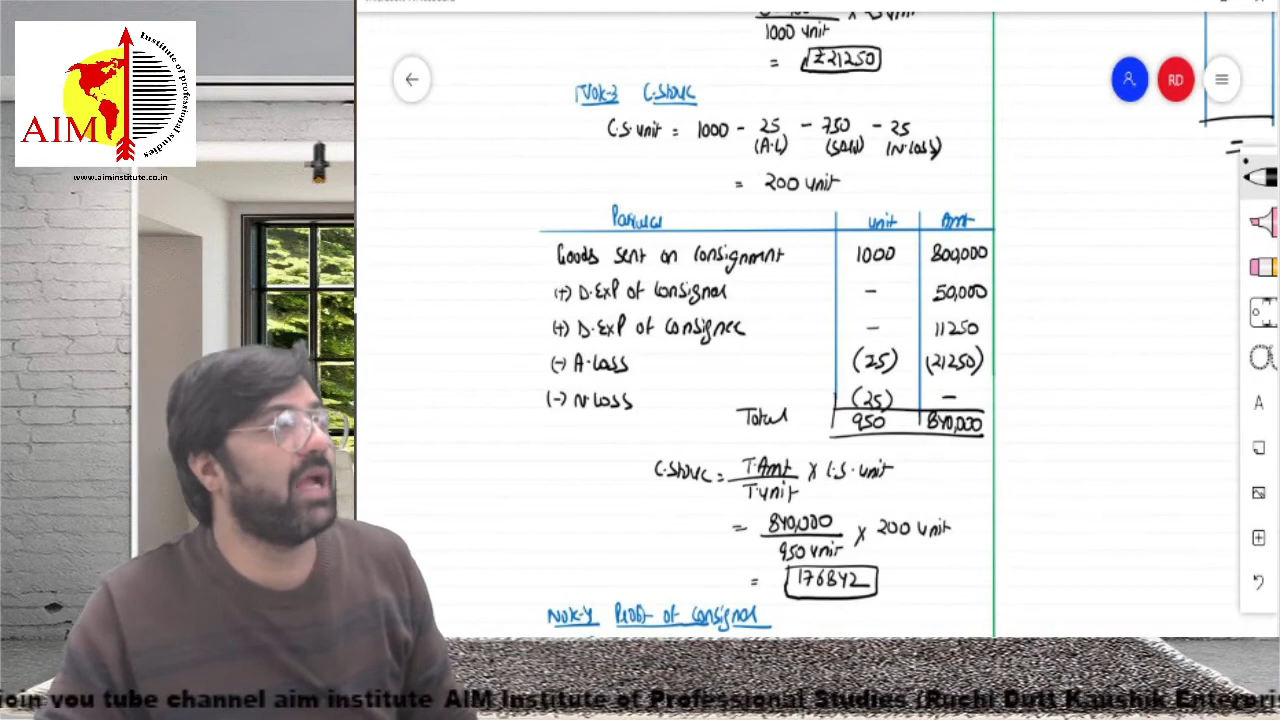 Institute of professional studies
AIM
www.aiminstitute.co.in
1000 unit
= ₹21250
Note-3 C.Stock
C.S. unit = 1000 - 25 - 750 - 25
(A.L) (Sold) (N.Loss)
= 200 unit
unit Amt
Goods sent on Consignment 1000 800,000
(+) D.Exp of Consignor - 50,000
(+) D.Exp of Consignee - 11250
(-) A.Loss (25) (21250)
(-) N.Loss (25) -
Total 950 840,000
C.Stock = T.Amt / T.unit × C.S. unit
= 840,000 / 950 unit × 200 unit
= 176842
Note-4 Profit of Consignor
RD
A
join you tube channel aim institute AIM Institute of Professional Studies (Ruchi Dutt Kaushik Enterpri